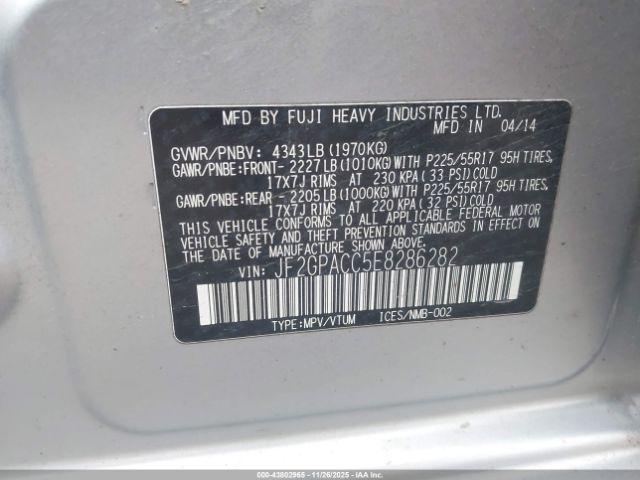 MFD BY FUJI HEAVY INDUSTRIES LTD.
MFD IN 04/14
GVWR/PNBV: 4343LB (1970KG)
GAWR/PNBE:FRONT- 2227LB (1010KG) WITH P225/55R17 95H TIRES,
17X7J RIMS AT 230 KPA ( 33 PSI) COLD
GAWR/PNBE:REAR - 2205LB (1000KG) WITH P225/55R17 95H TIRES,
17X7J RIMS AT 220 KPA ( 32 PSI) COLD
THIS VEHICLE CONFORMS TO ALL APPLICABLE FEDERAL MOTOR
VEHICLE SAFETY AND THEFT PREVENTION STANDARDS IN EFFECT ON
THE DATE OF MANUFACTURE SHOWN ABOVE.
VIN: JF2GPACC5E8286282
TYPE:MPV/VTUM ICES/NMB-002
000-43802965 - 11/26/2025 - COPART.CA